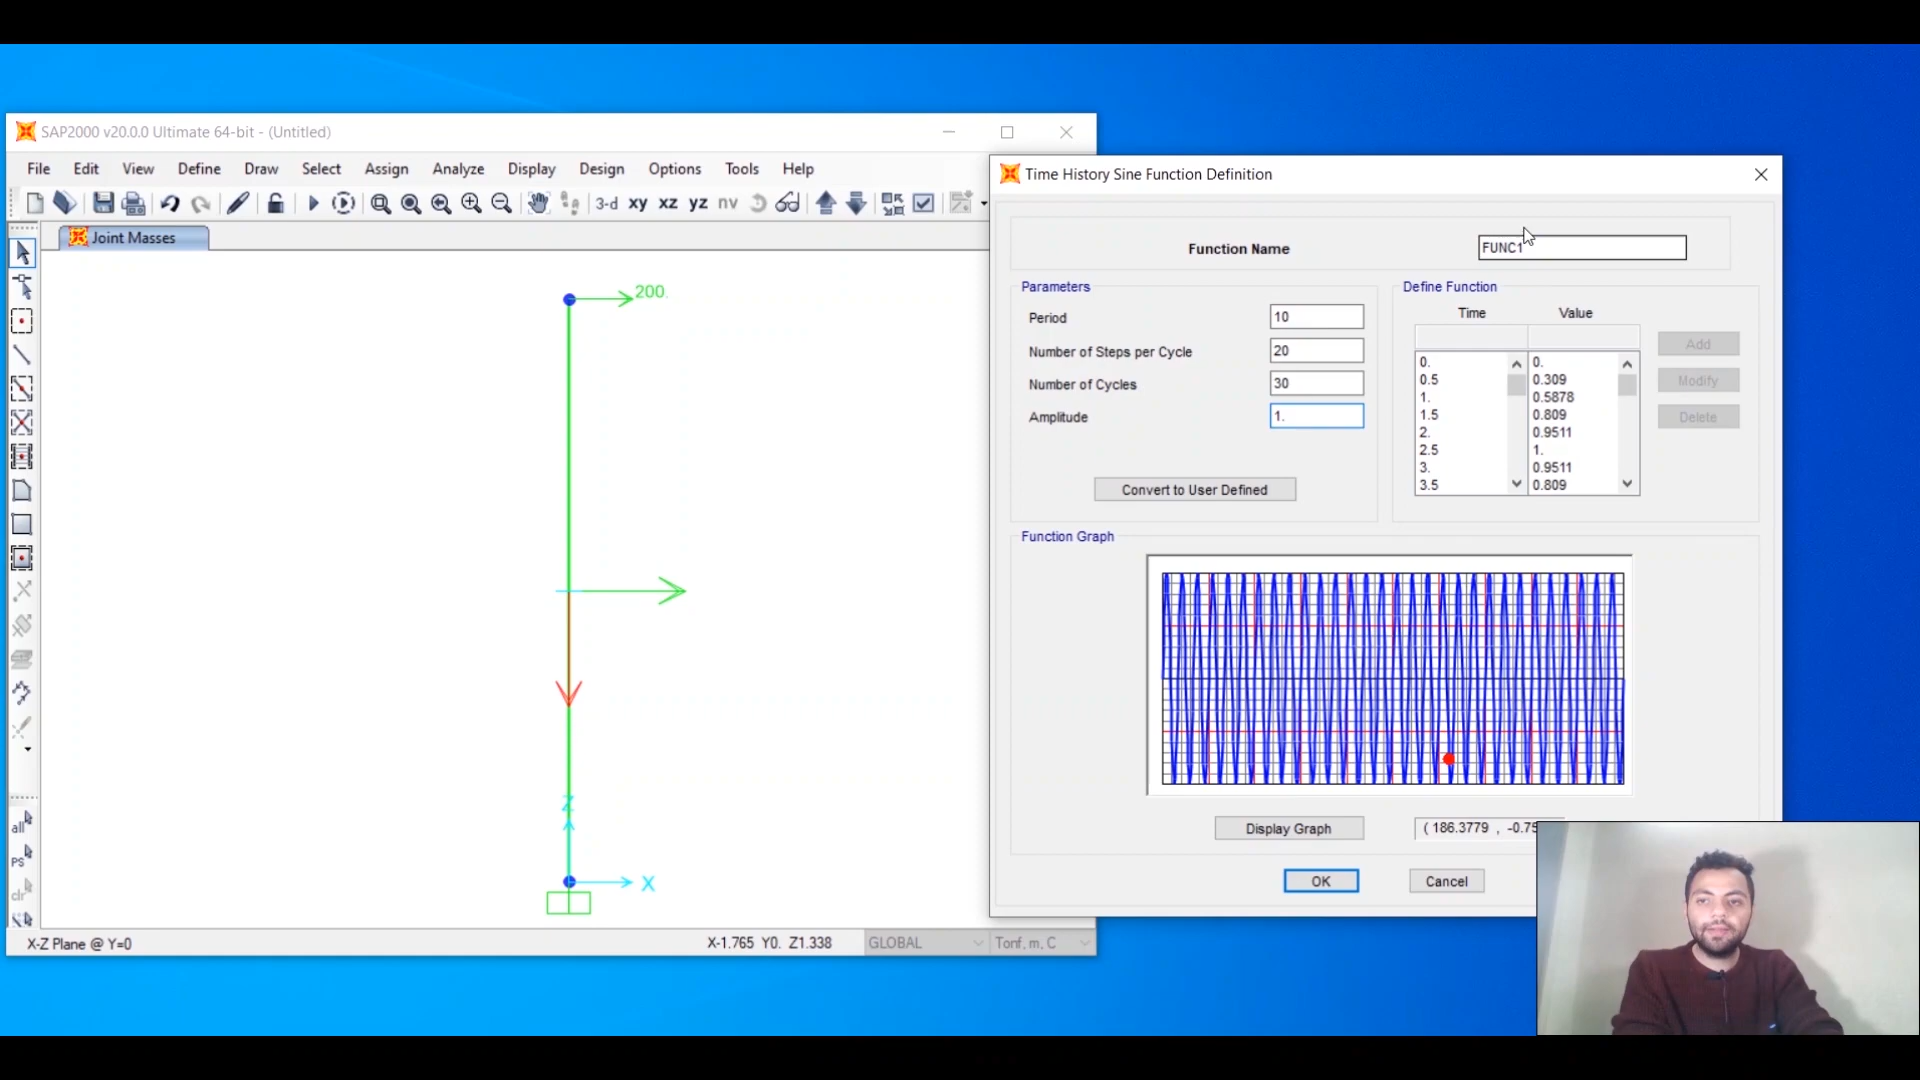 SAP2000 v20.0.0 Ultimate 64-bit - (Untitled)
File Edit View Define Draw Select Assign Analyze Display Design Options Tools Help
3-d xy xz yz nv
Joint Masses
200.
Z
X
all
PS
clr
X-Z Plane @ Y=0
X-1.765 Y0. Z1.338
GLOBAL
Tonf, m, C
Time History Sine Function Definition
Function Name
FUNC1
Parameters
Period 10
Number of Steps per Cycle 20
Number of Cycles 30
Amplitude 1.
Convert to User Defined
Define Function
Time Value
0. 0.
0.5 0.309
1. 0.5878
1.5 0.809
2. 0.9511
2.5 1.
3. 0.9511
3.5 0.809
Add
Modify
Delete
Function Graph
Display Graph
( 186.3779 , -0.75
OK
Cancel